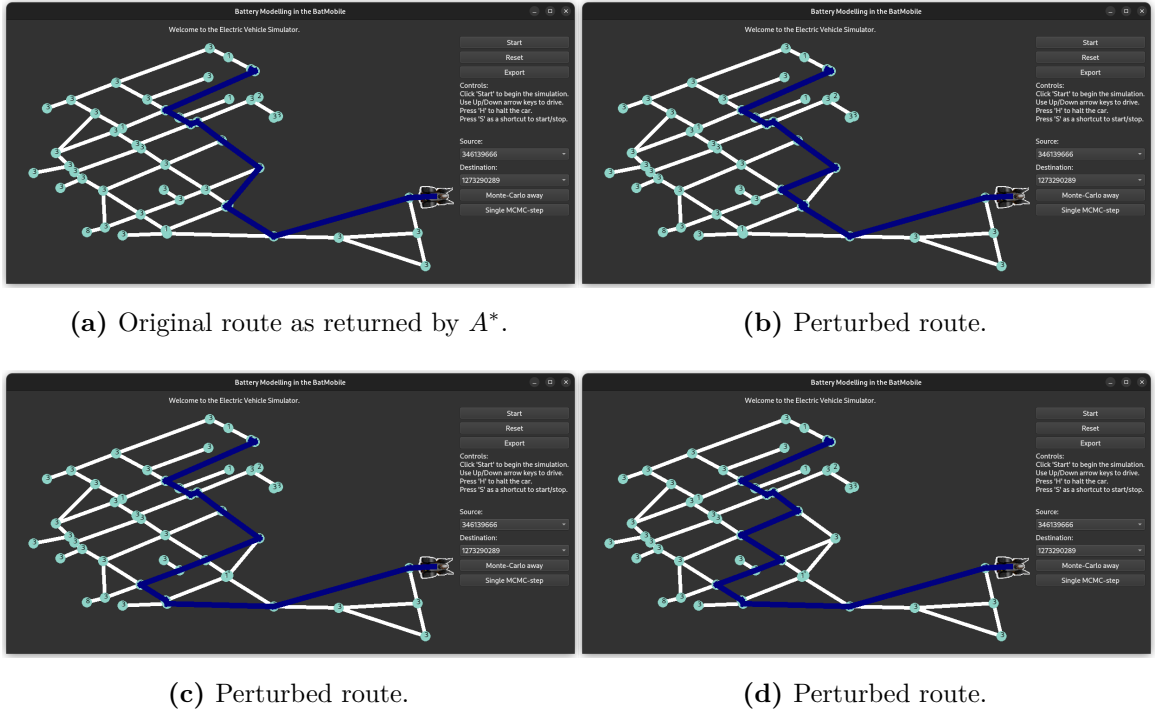 Battery Modelling in the BatMobile
Welcome to the Electric Vehicle Simulator.
Start
Reset
Export
Controls:
Click 'Start' to begin the simulation.
Use Up/Down arrow keys to drive.
Press 'H' to halt the car.
Press 'S' as a shortcut to start/stop.
Source:
346139666
Destination:
1273290289
Monte-Carlo away
Single MCMC-step
(a) Original route as returned by A*.
Battery Modelling in the BatMobile
Welcome to the Electric Vehicle Simulator.
Start
Reset
Export
Controls:
Click 'Start' to begin the simulation.
Use Up/Down arrow keys to drive.
Press 'H' to halt the car.
Press 'S' as a shortcut to start/stop.
Source:
346139666
Destination:
1273290289
Monte-Carlo away
Single MCMC-step
(b) Perturbed route.
Battery Modelling in the BatMobile
Welcome to the Electric Vehicle Simulator.
Start
Reset
Export
Controls:
Click 'Start' to begin the simulation.
Use Up/Down arrow keys to drive.
Press 'H' to halt the car.
Press 'S' as a shortcut to start/stop.
Source:
346139666
Destination:
1273290289
Monte-Carlo away
Single MCMC-step
(c) Perturbed route.
Battery Modelling in the BatMobile
Welcome to the Electric Vehicle Simulator.
Start
Reset
Export
Controls:
Click 'Start' to begin the simulation.
Use Up/Down arrow keys to drive.
Press 'H' to halt the car.
Press 'S' as a shortcut to start/stop.
Source:
346139666
Destination:
1273290289
Monte-Carlo away
Single MCMC-step
(d) Perturbed route.